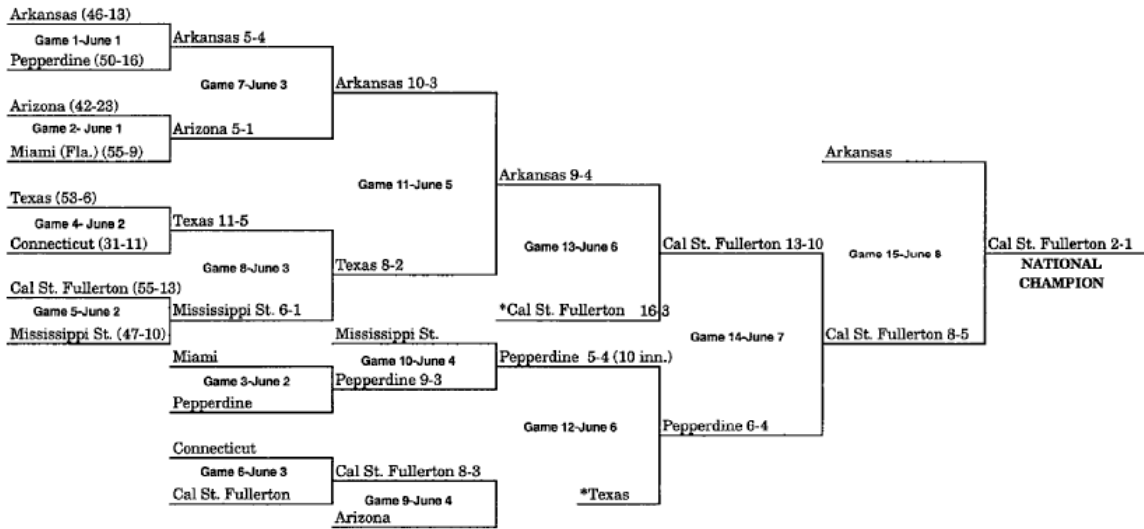 Arkansas (46-13)
Game 1-June 1
Pepperdine (50-16)
Arkansas 5-4
Game 7-June 3
Arizona (42-23)
Game 2- June 1
Miami (Fla.) (55-9)
Arizona 5-1
Arkansas 10-3
Texas (53-6)
Game 4- June 2
Connecticut (31-11)
Texas 11-5
Game 8-June 3
Cal St. Fullerton (55-13)
Game 5-June 2
Mississippi St. (47-10)
Mississippi St. 6-1
Texas 8-2
Game 11-June 5
Arkansas 9-4
Game 13-June 6
*Cal St. Fullerton 16-3
Cal St. Fullerton 13-10
Miami
Game 3-June 2
Pepperdine
Mississippi St.
Game 10-June 4
Pepperdine 9-3
Pepperdine 5-4 (10 inn.)
Game 12-June 6
*Texas
Pepperdine 6-4
Game 14-June 7
Connecticut
Game 6-June 3
Cal St. Fullerton
Cal St. Fullerton 8-3
Game 9-June 4
Arizona
Arkansas
Game 15-June 8
Cal St. Fullerton 8-5
Cal St. Fullerton 2-1
NATIONAL
CHAMPION